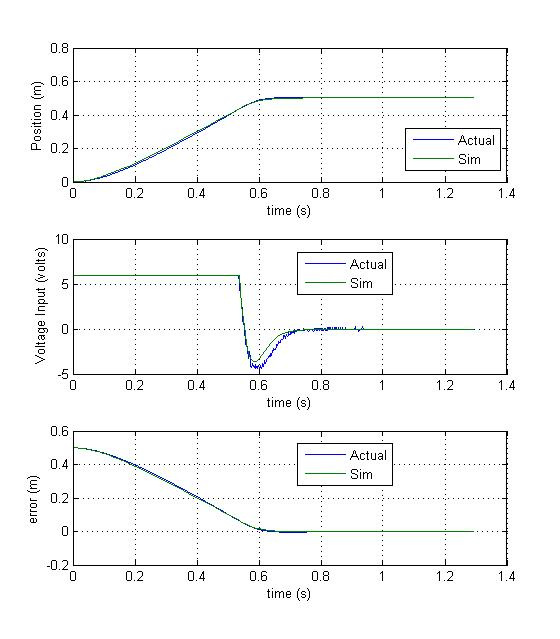 0.8
0.6
0.4
0.2
0
Position (m)
Actual
Sim
0 0.2 0.4 0.6 0.8 1 1.2 1.4
time (s)
10
5
0
-5
Voltage Input (volts)
Actual
Sim
0 0.2 0.4 0.6 0.8 1 1.2 1.4
time (s)
0.6
0.4
0.2
0
-0.2
error (m)
Actual
Sim
0 0.2 0.4 0.6 0.8 1 1.2 1.4
time (s)